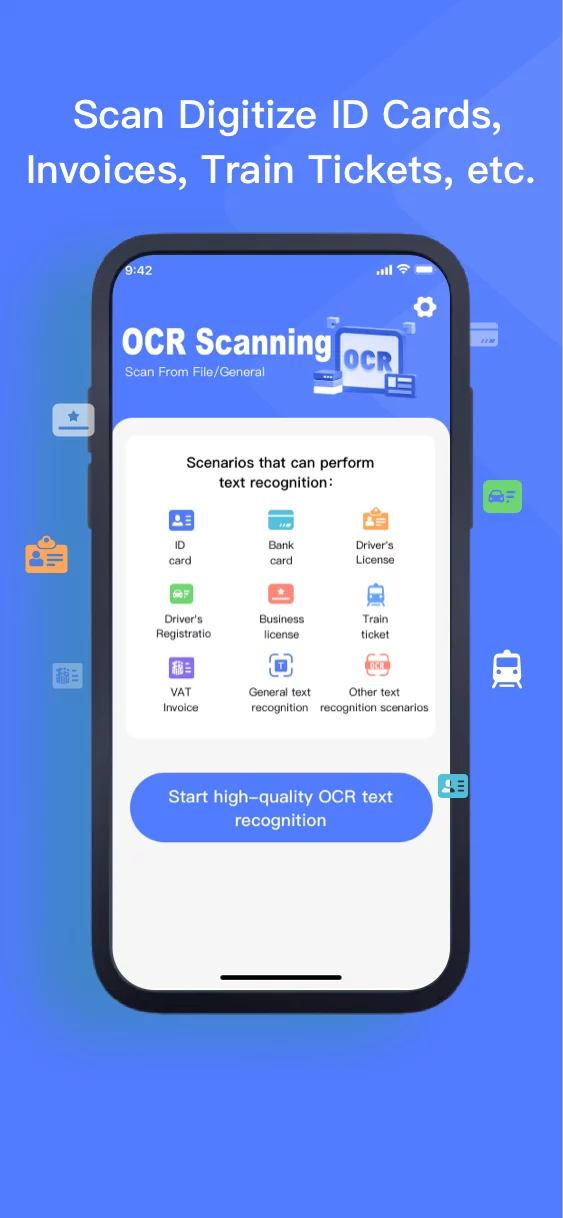 Scan Digitize ID Cards,
Invoices, Train Tickets, etc.
9:42
OCR Scanning
OCR
Scan From File/General
Scenarios that can perform
text recognition:
ID
card
Bank
card
Driver's
License
Driver's
Registratio
Business
license
Train
ticket
VAT
Invoice
T
General text
recognition
OCR
Other text
recognition scenarios
Start high-quality OCR text
recognition